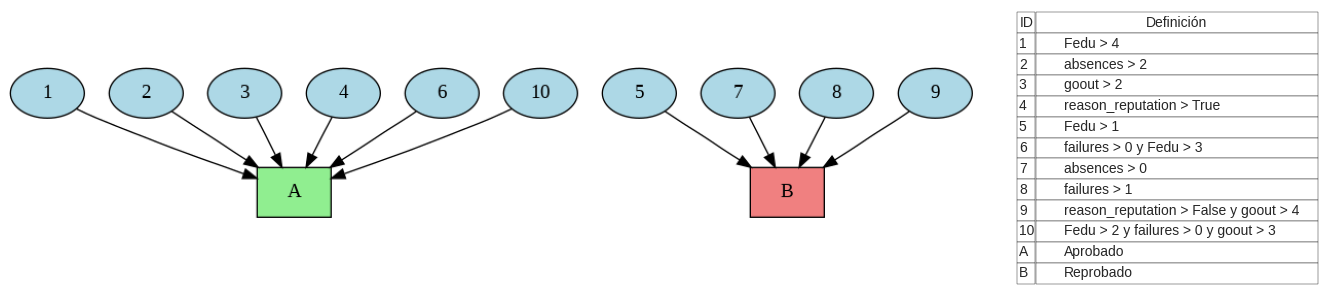 1 2 3 4 6 10 5 7 8 9
A B
ID Definición
1 Fedu > 4
2 absences > 2
3 goout > 2
4 reason_reputation > True
5 Fedu > 1
6 failures > 0 y Fedu > 3
7 absences > 0
8 failures > 1
9 reason_reputation > False y goout > 4
10 Fedu > 2 y failures > 0 y goout > 3
A Aprobado
B Reprobado